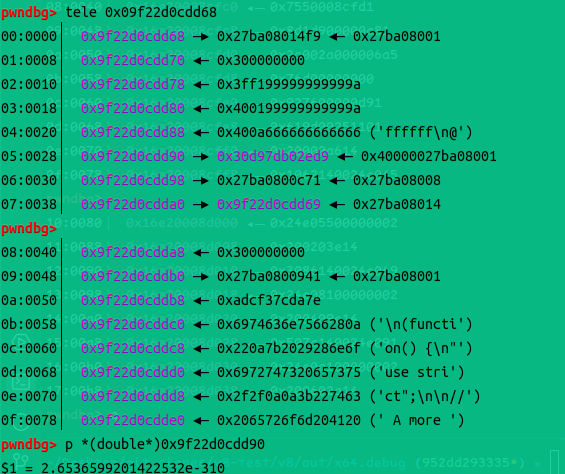 pwndbg> tele 0x09f22d0cdd68
00:0000│ 0x9f22d0cdd68 —▸ 0x27ba08014f9 ◂— 0x27ba08001
01:0008│ 0x9f22d0cdd70 ◂— 0x300000000
02:0010│ 0x9f22d0cdd78 ◂— 0x3ff199999999999a
03:0018│ 0x9f22d0cdd80 ◂— 0x400199999999999a
04:0020│ 0x9f22d0cdd88 ◂— 0x400a666666666666 ('ffffff\n@')
05:0028│ 0x9f22d0cdd90 —▸ 0x30d97db02ed9 ◂— 0x40000027ba08001
06:0030│ 0x9f22d0cdd98 —▸ 0x27ba0800c71 ◂— 0x27ba08008
07:0038│ 0x9f22d0cdda0 —▸ 0x9f22d0cdd69 ◂— 0x27ba08014
pwndbg>
08:0040│ 0x9f22d0cdda8 ◂— 0x300000000
09:0048│ 0x9f22d0cddb0 —▸ 0x27ba0800941 ◂— 0x27ba08001
0a:0050│ 0x9f22d0cddb8 ◂— 0xadcf37cda7e
0b:0058│ 0x9f22d0cddc0 ◂— 0x6974636e7566280a ('\n(functi')
0c:0060│ 0x9f22d0cddc8 ◂— 0x220a7b2029286e6f ('on() {\n"')
0d:0068│ 0x9f22d0cddd0 ◂— 0x6972747320657375 ('use stri')
0e:0070│ 0x9f22d0cddd8 ◂— 0x2f2f0a0a3b227463 ('ct";\n\n//')
0f:0078│ 0x9f22d0cdde0 ◂— 0x2065726f6d204120 (' A more ')
pwndbg> p *(double*)0x9f22d0cdd90
$1 = 2.6536599201422532e-310